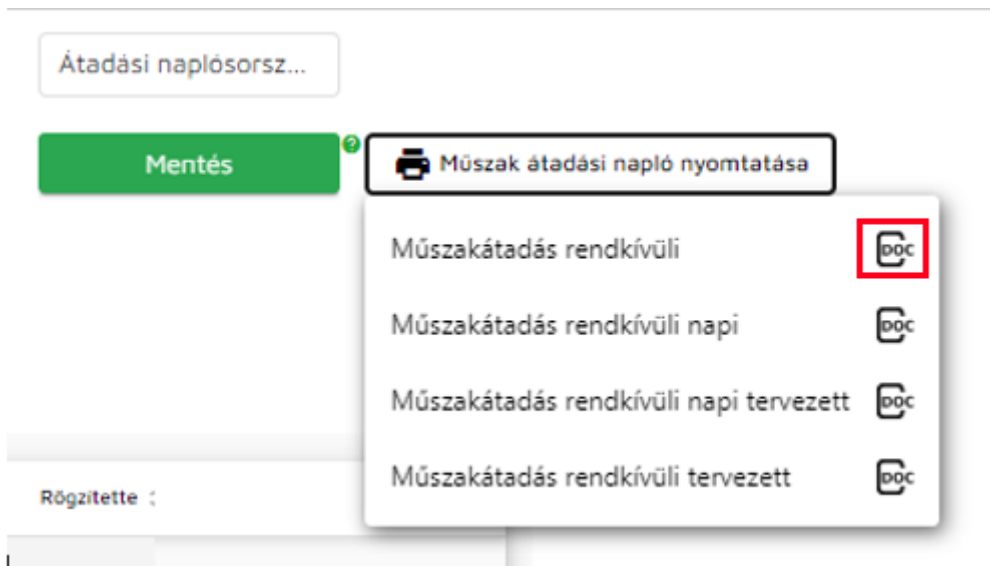 Átadási naplósorsz...
Mentés
?
Műszak átadási napló nyomtatása
Műszakátadás rendkívüli DOC
Műszakátadás rendkívüli napi DOC
Műszakátadás rendkívüli napi tervezett DOC
Műszakátadás rendkívüli tervezett DOC
Rögzítette